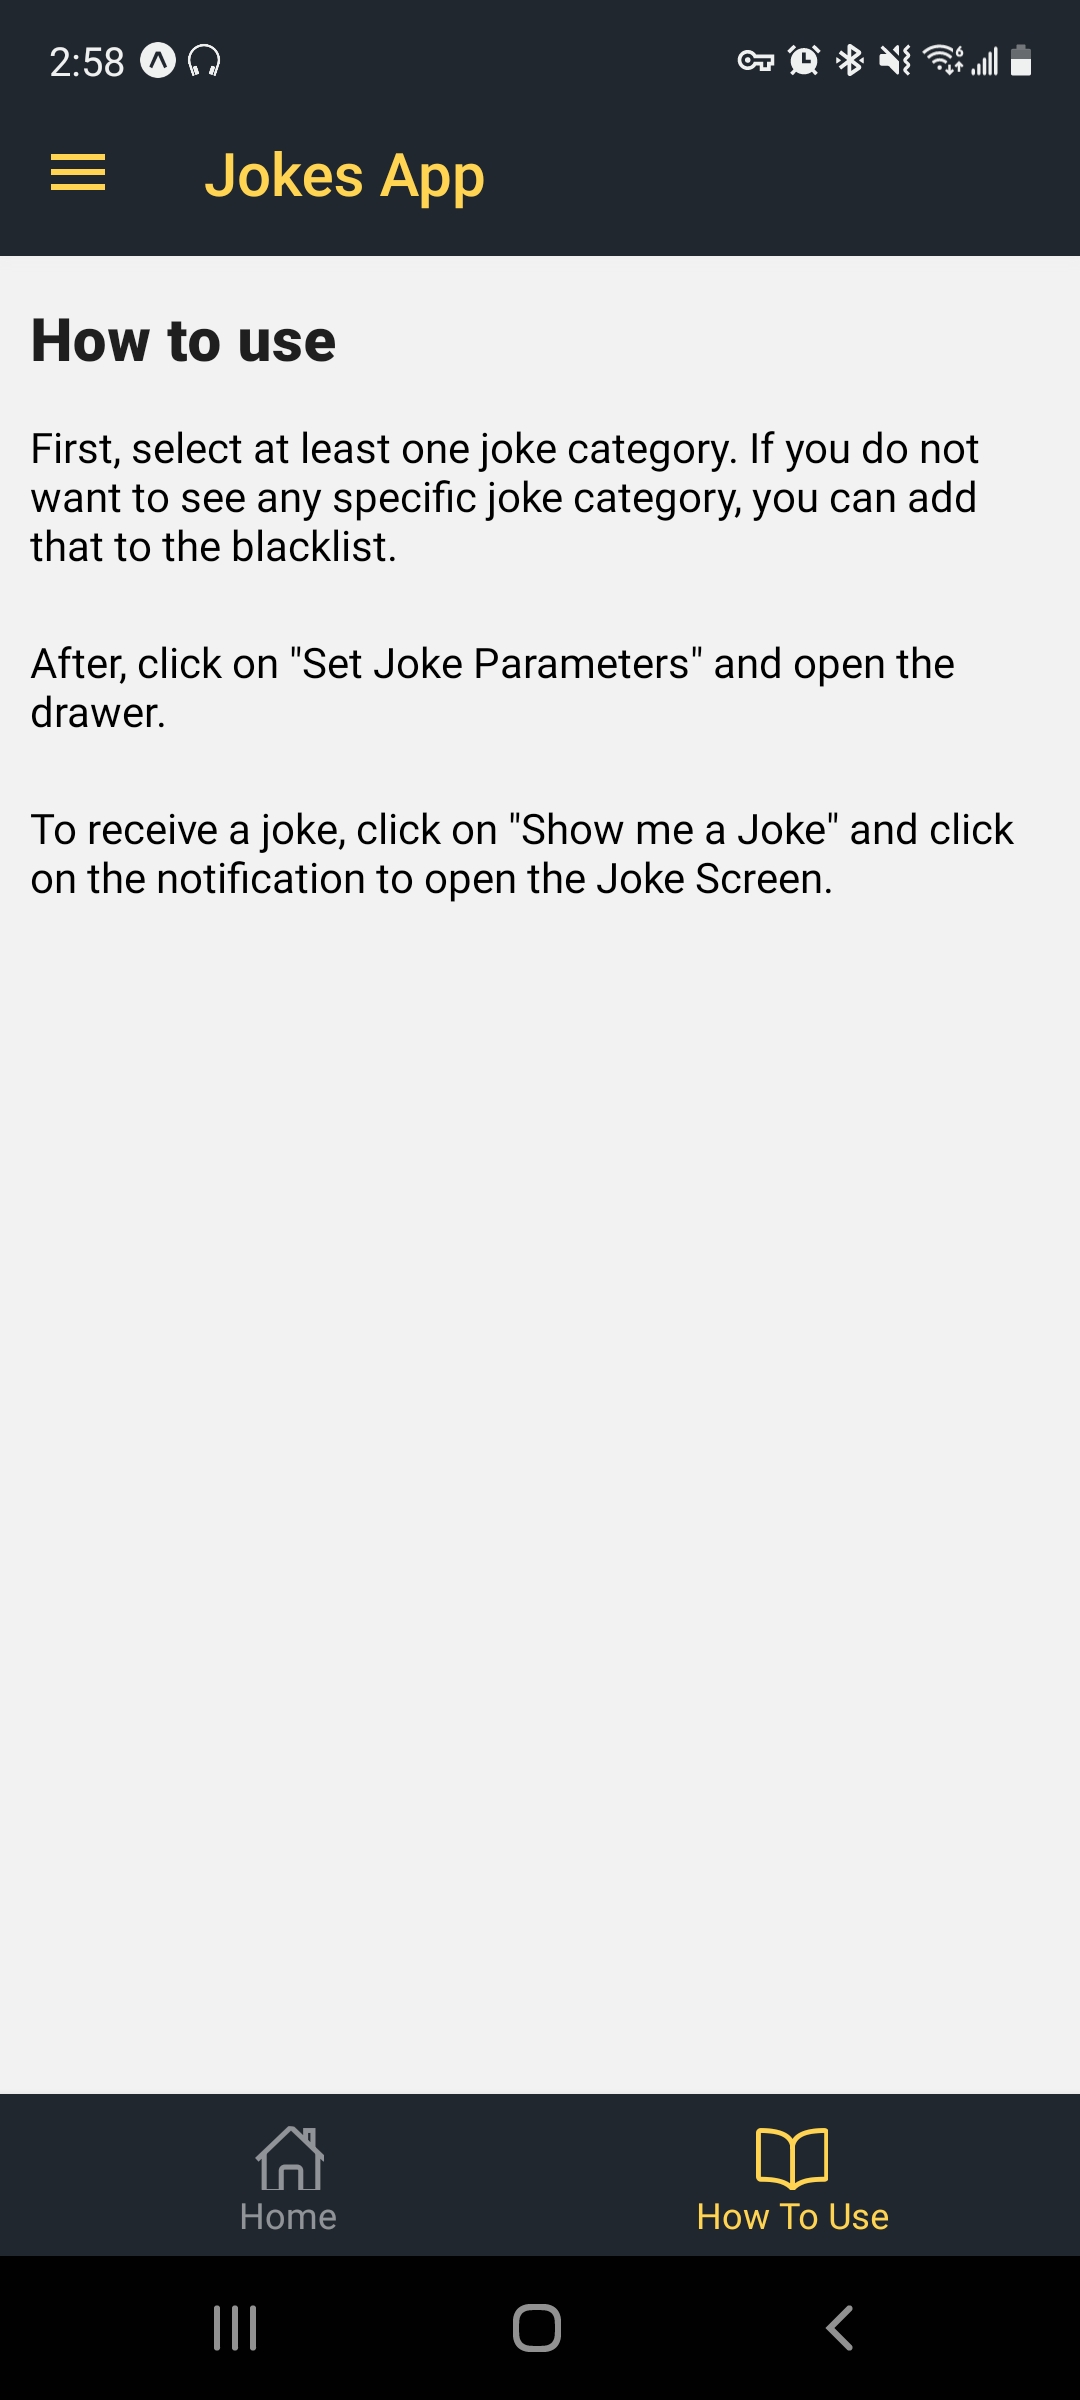 2:58
Jokes App
How to use
First, select at least one joke category. If you do not
want to see any specific joke category, you can add
that to the blacklist.
After, click on "Set Joke Parameters" and open the
drawer.
To receive a joke, click on "Show me a Joke" and click
on the notification to open the Joke Screen.
Home
How To Use